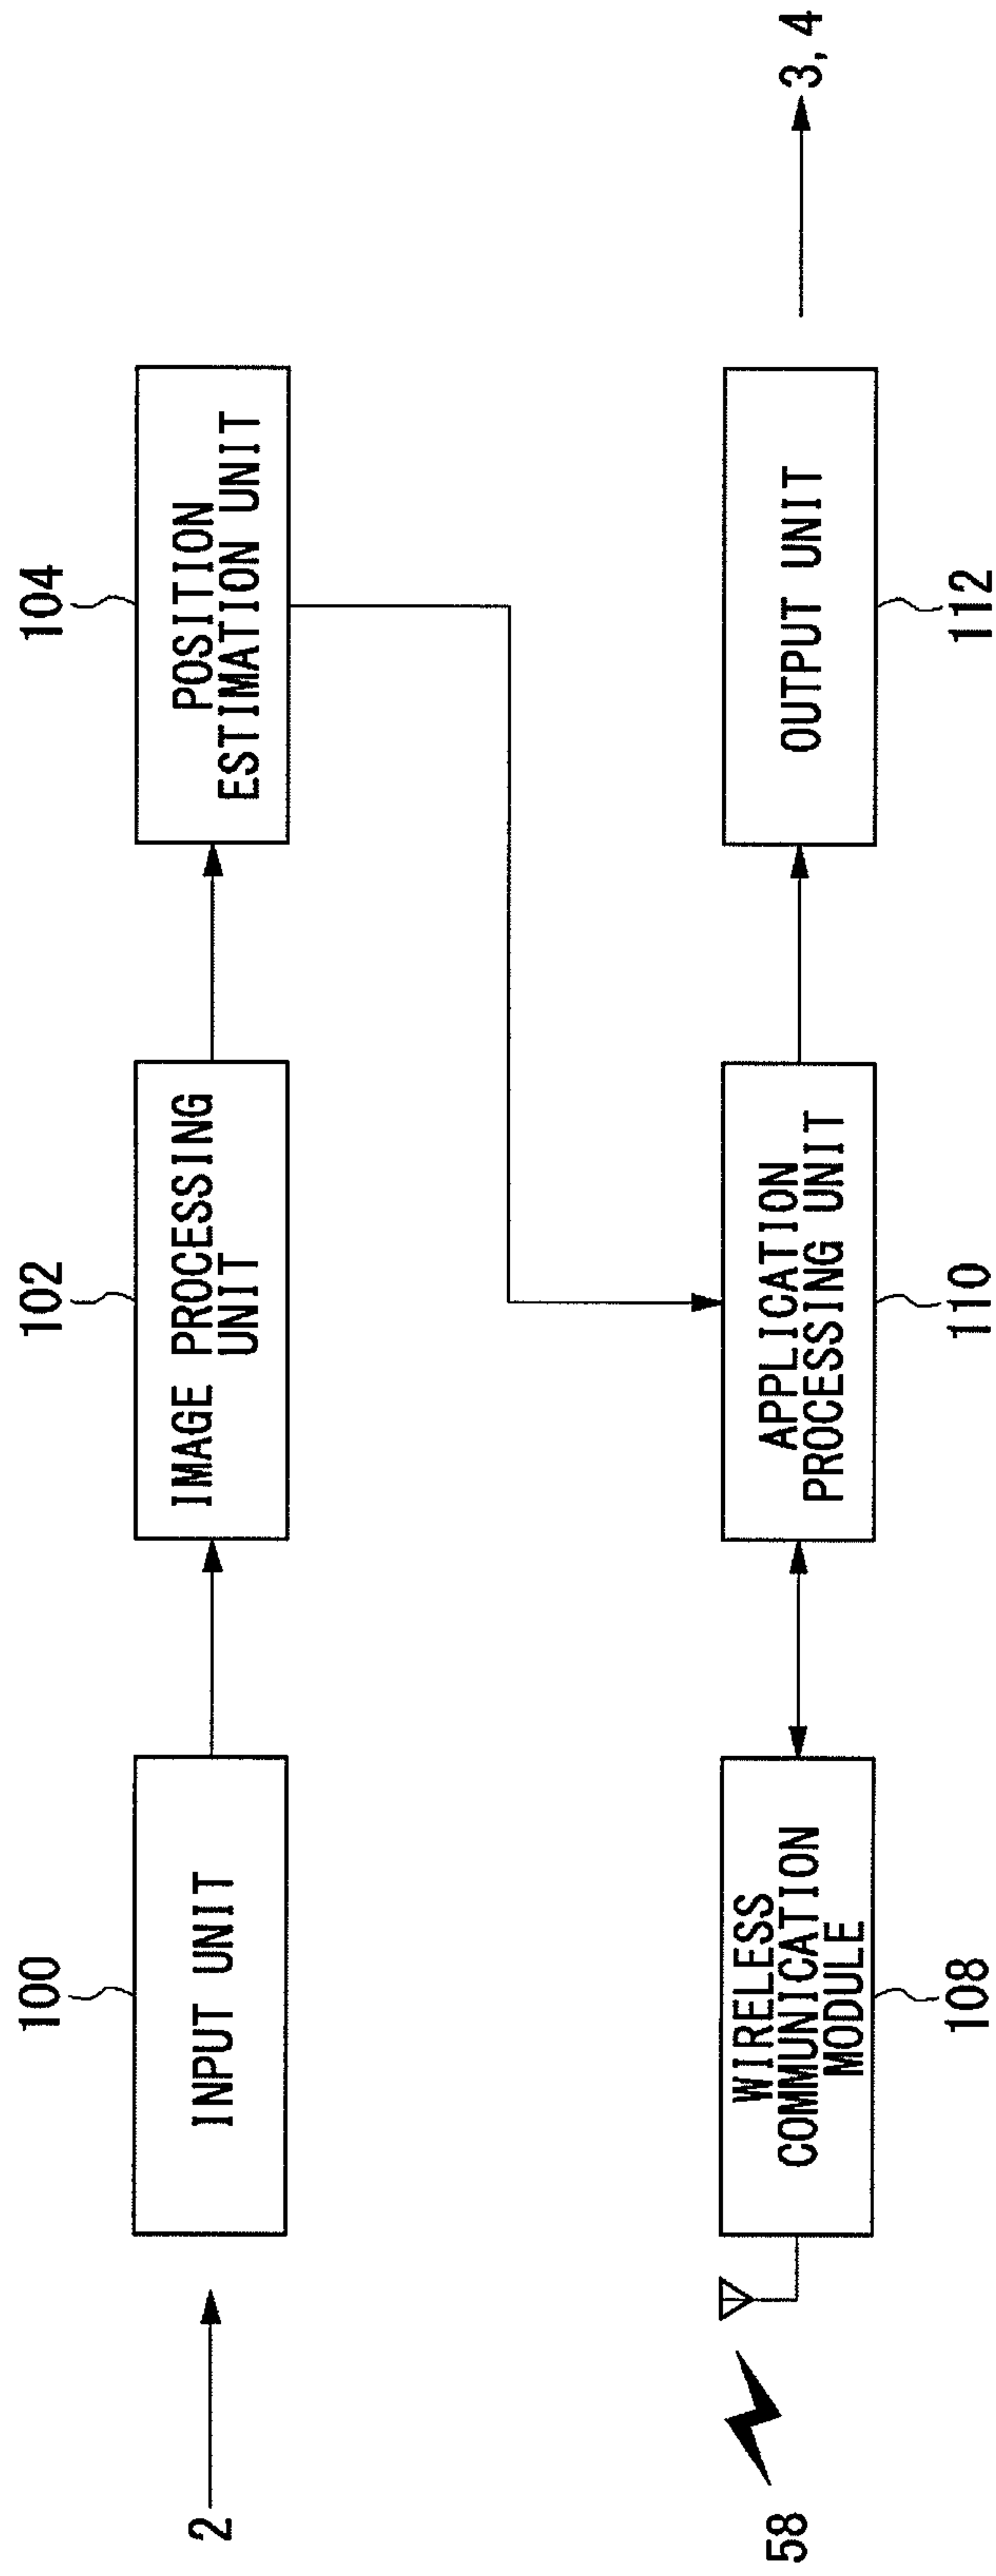 100
102
104
2
INPUT UNIT
IMAGE PROCESSING
UNIT
POSITION
ESTIMATION UNIT
58
WIRELESS
COMMUNICATION
MODULE
APPLICATION
PROCESSING UNIT
OUTPUT UNIT
3, 4
108
110
112